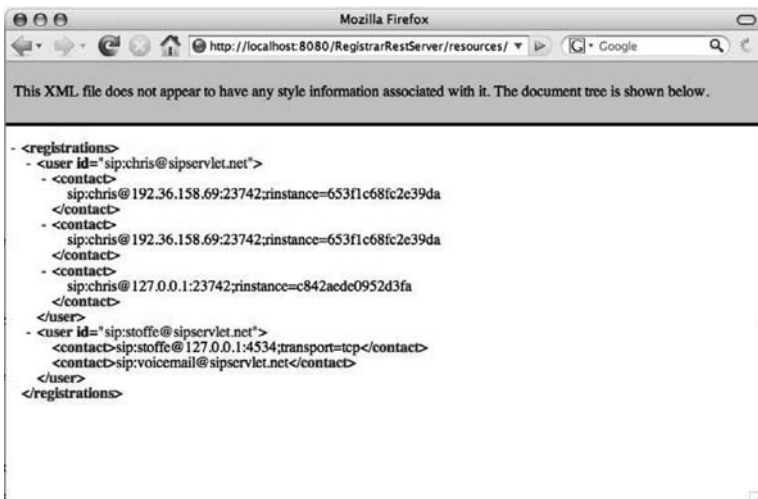 Mozilla Firefox
http://localhost:8080/RegistrarRestServer/resources/
G Google
This XML file does not appear to have any style information associated with it. The document tree is shown below.
- <registrations>
- <user id="sip:chris@sipservlet.net">
- <contact>
sip:chris@192.36.158.69:23742;rinstance=653f1c68fc2e39da
</contact>
- <contact>
sip:chris@192.36.158.69:23742;rinstance=653f1c68fc2e39da
</contact>
- <contact>
sip:chris@127.0.0.1:23742;rinstance=c842aede0952d3fa
</contact>
</user>
- <user id="sip:stoffe@sipservlet.net">
<contact>sip:stoffe@127.0.0.1:4534;transport=tcp</contact>
<contact>sip:voicemail@sipservlet.net</contact>
</user>
</registrations>